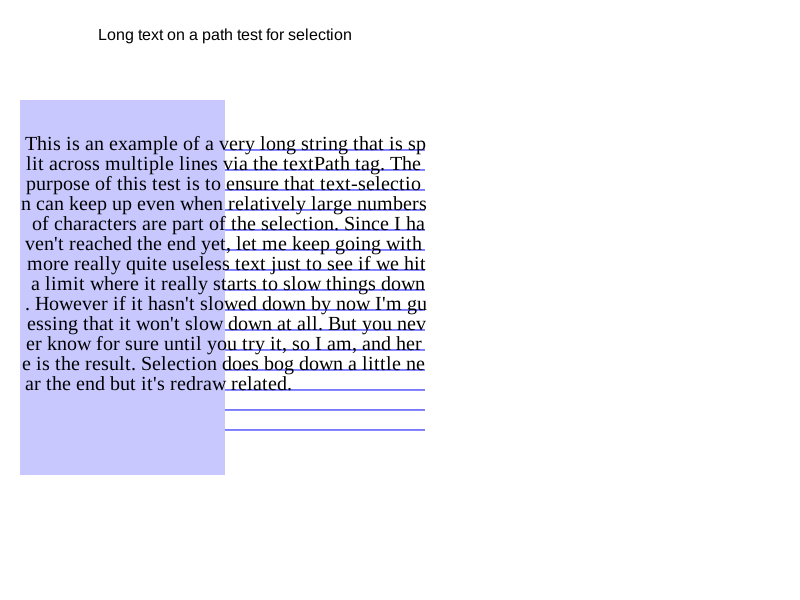 Long text on a path test for selection
This is an example of a very long string that is sp
lit across multiple lines via the textPath tag. The
purpose of this test is to ensure that text-selectio
n can keep up even when relatively large numbers
of characters are part of the selection. Since I ha
ven't reached the end yet, let me keep going with
more really quite useless text just to see if we hit
a limit where it really starts to slow things down
. However if it hasn't slowed down by now I'm gu
essing that it won't slow down at all. But you nev
er know for sure until you try it, so I am, and her
e is the result. Selection does bog down a little ne
ar the end but it's redraw related.